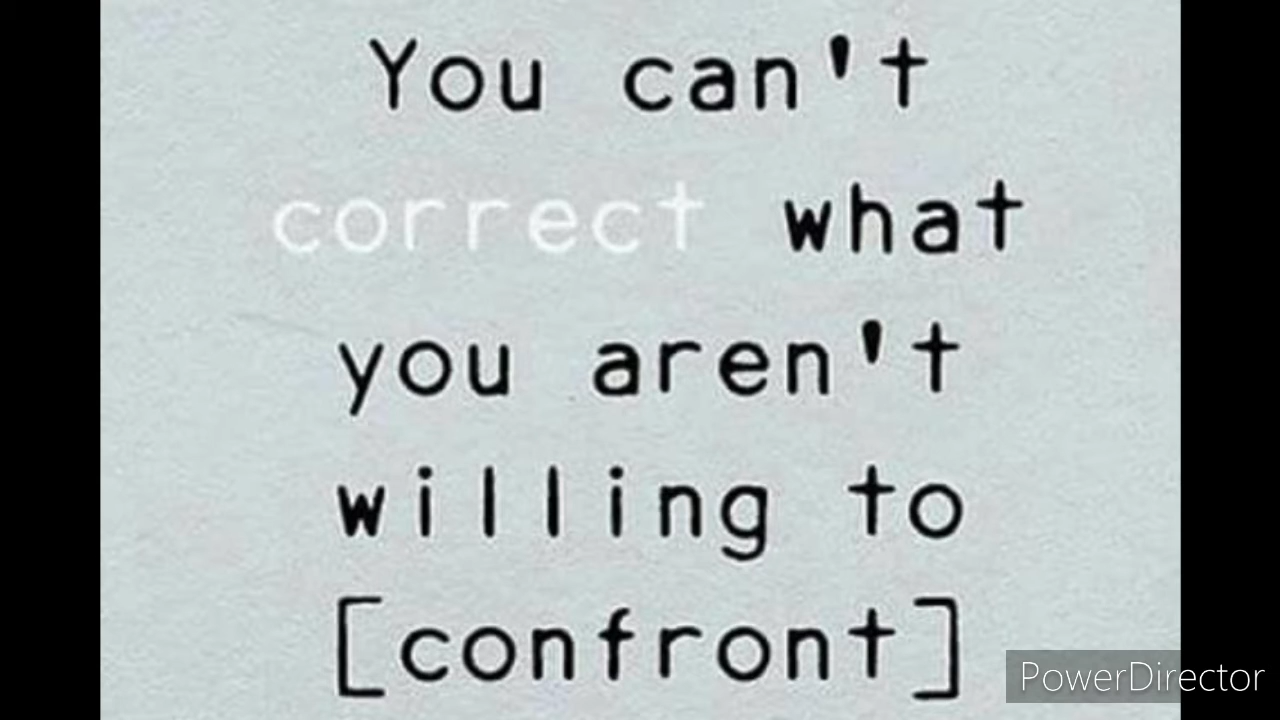 You can't
correct what
you aren't
willing to
[confront]
PowerDirector